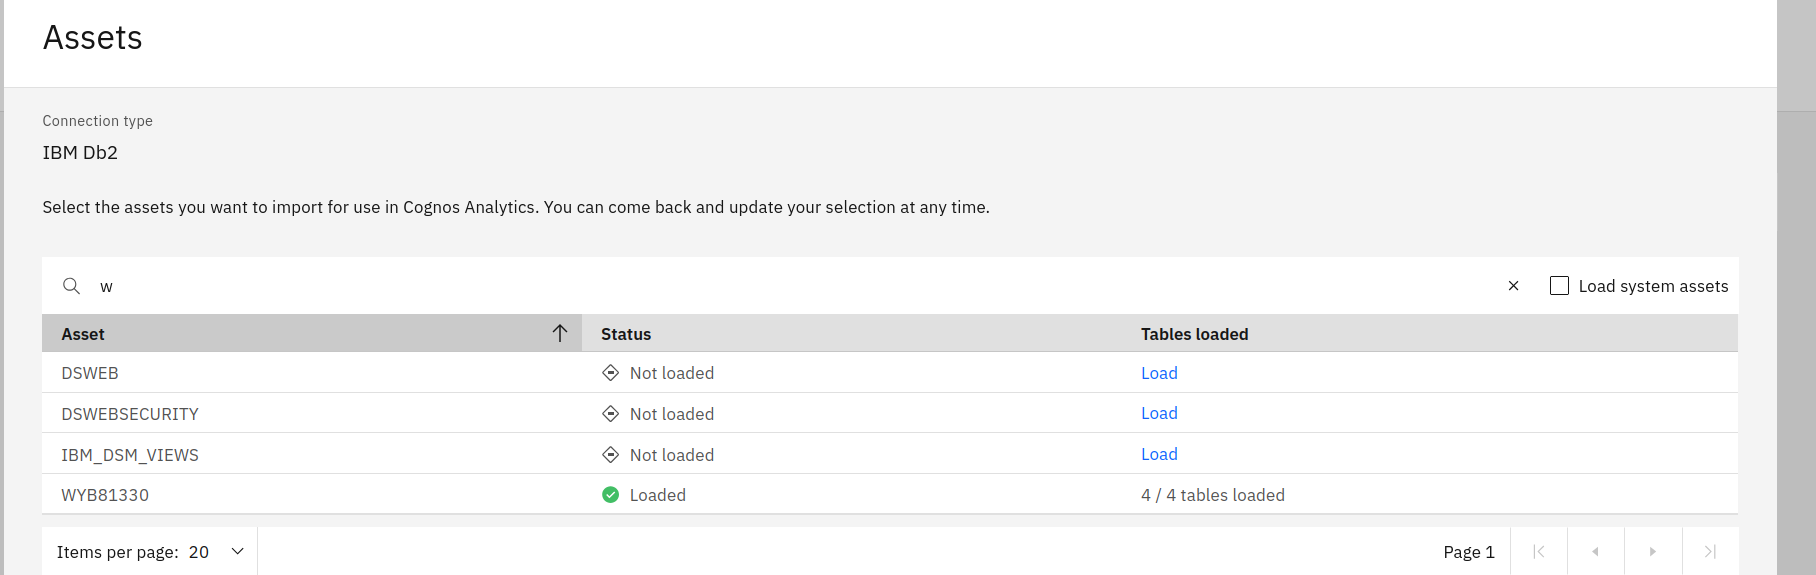 Assets
Connection type
IBM Db2
Select the assets you want to import for use in Cognos Analytics. You can come back and update your selection at any time.
w Load system assets
Asset Status Tables loaded
DSWEB Not loaded Load
DSWEBSECURITY Not loaded Load
IBM_DSM_VIEWS Not loaded Load
WYB81330 Loaded 4 / 4 tables loaded
Items per page: 20 Page 1